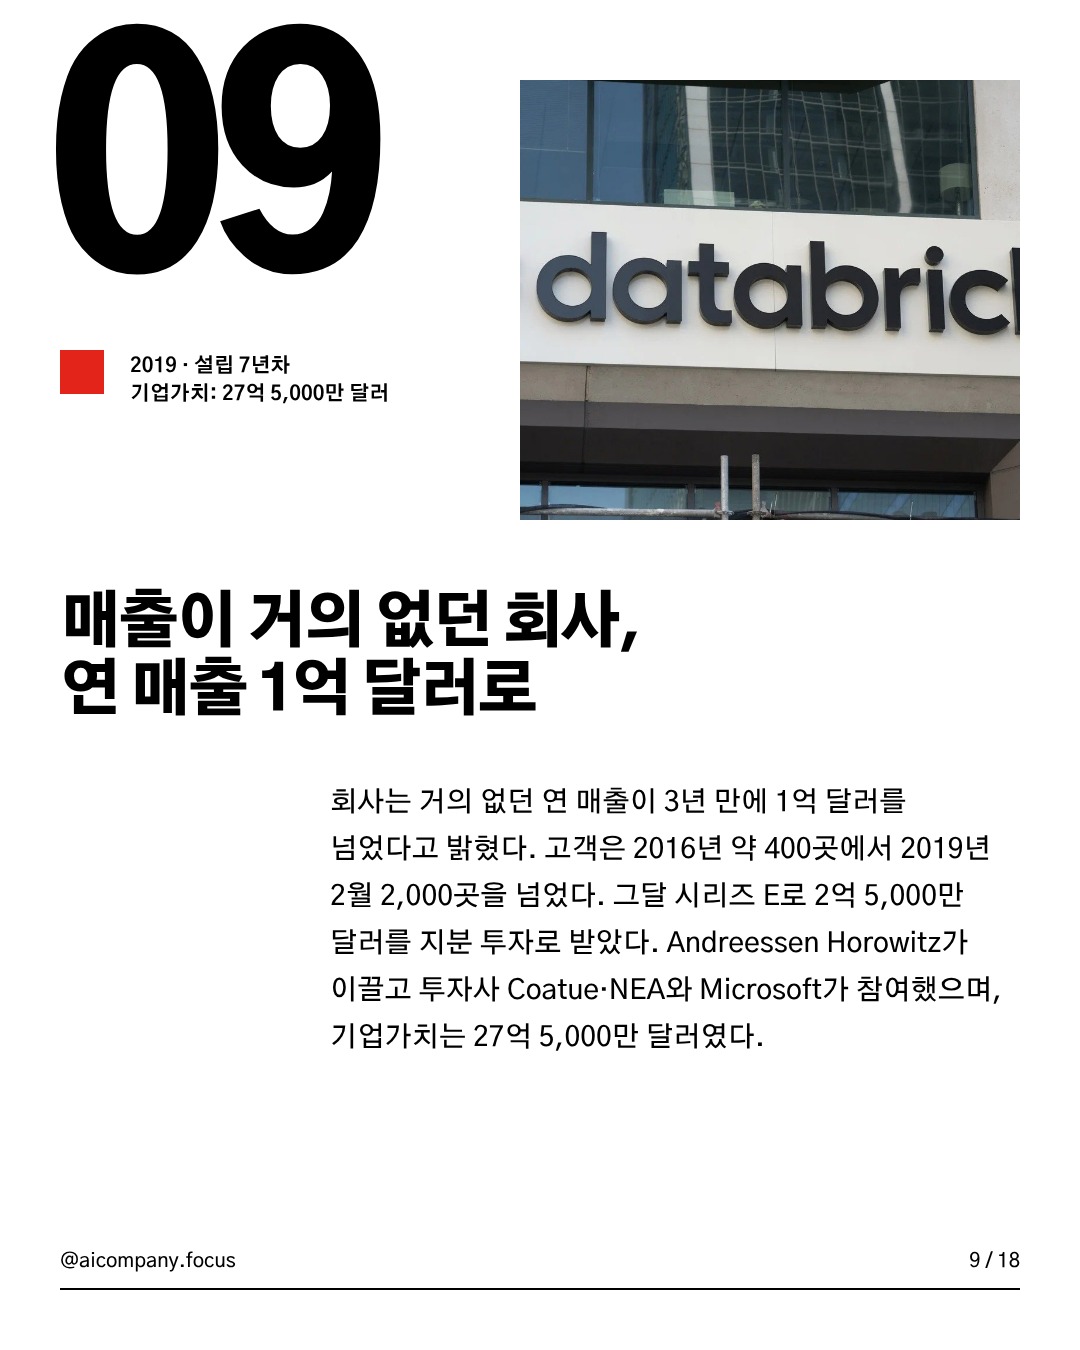 09
databric
2019 · 설립 7년차
기업가치: 27억 5,000만 달러
매출이 거의 없던 회사,
연 매출 1억 달러로
회사는 거의 없던 연 매출이 3년 만에 1억 달러를
넘었다고 밝혔다. 고객은 2016년 약 400곳에서 2019년
2월 2,000곳을 넘었다. 그달 시리즈 E로 2억 5,000만
달러를 지분 투자로 받았다. Andreessen Horowitz가
이끌고 투자사 Coatue·NEA와 Microsoft가 참여했으며,
기업가치는 27억 5,000만 달러였다.
@aicompany.focus
9 / 18